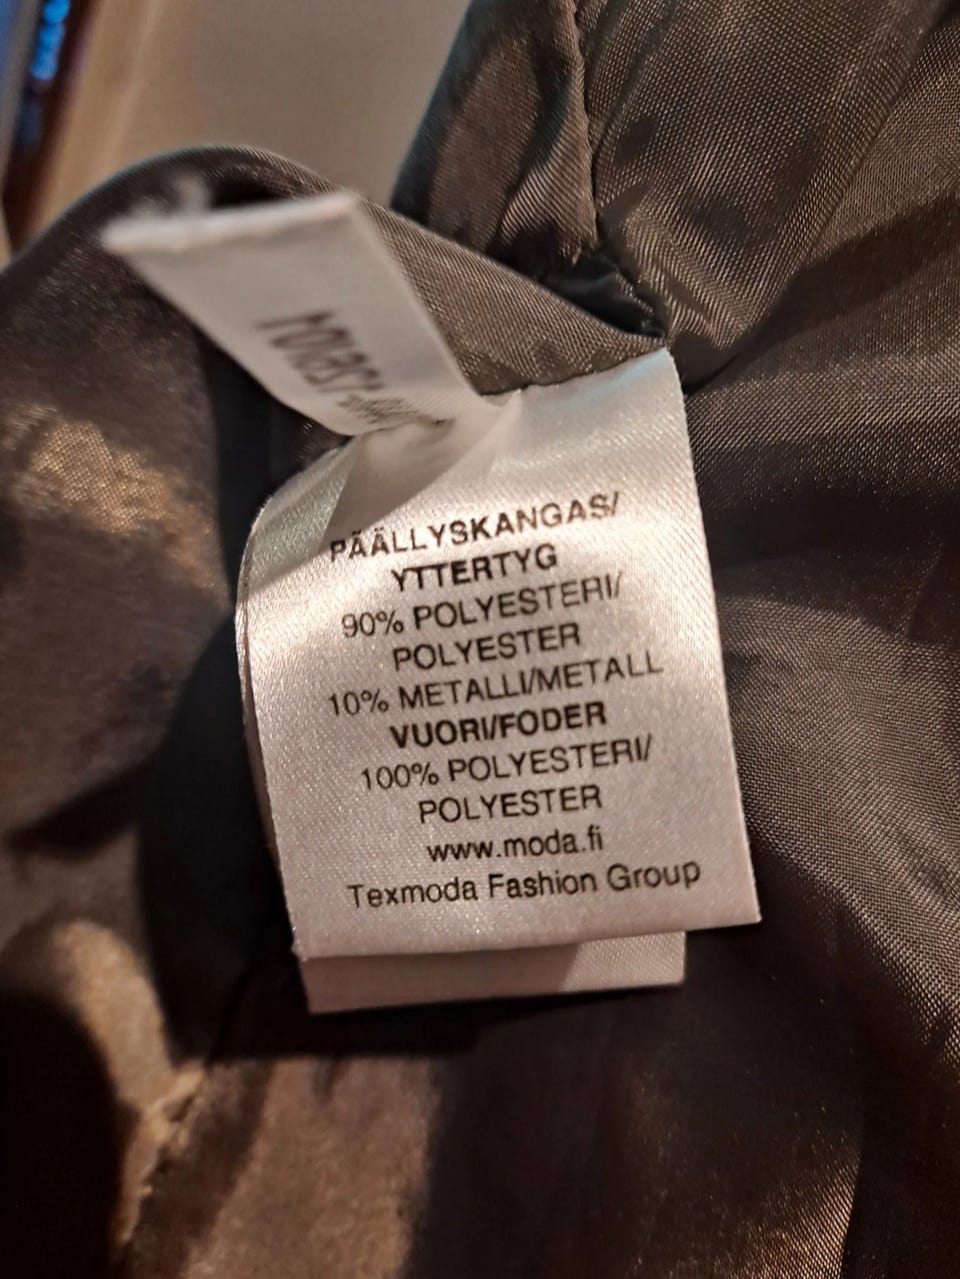 PÄÄLLYSKANGAS/
YTTERTYG
90% POLYESTERI/
POLYESTER
10% METALLI/METALL
VUORI/FODER
100% POLYESTERI/
POLYESTER
www.moda.fi
Texmoda Fashion Group